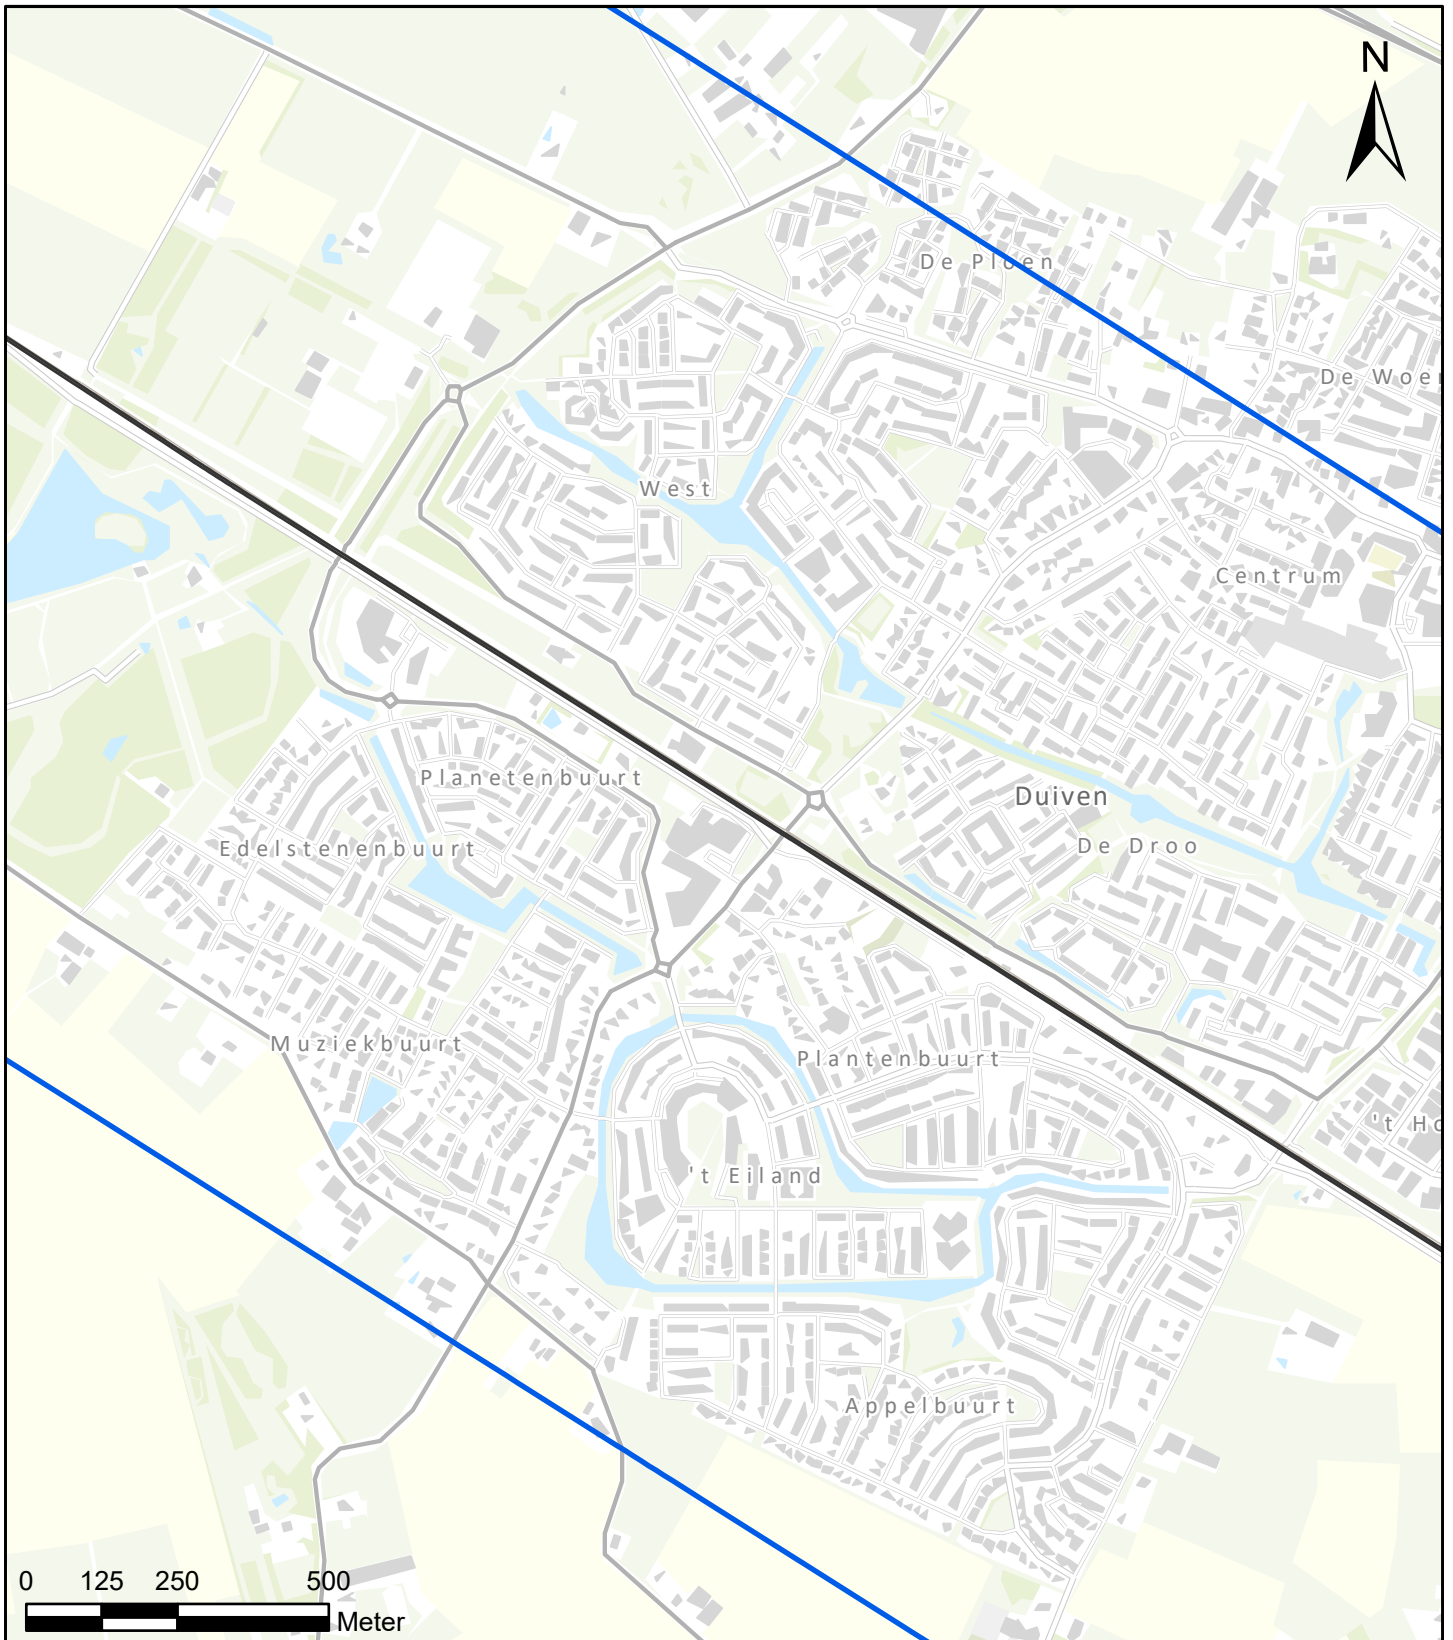 N
De Ploen
De Woer
West
Centrum
Planetenbuurt
Duiven
Edelstenenbuurt
De Droo
Muziekbuurt
Plantenbuurt
't Ho
't Eiland
Appelbuurt
0 125 250 500
Meter